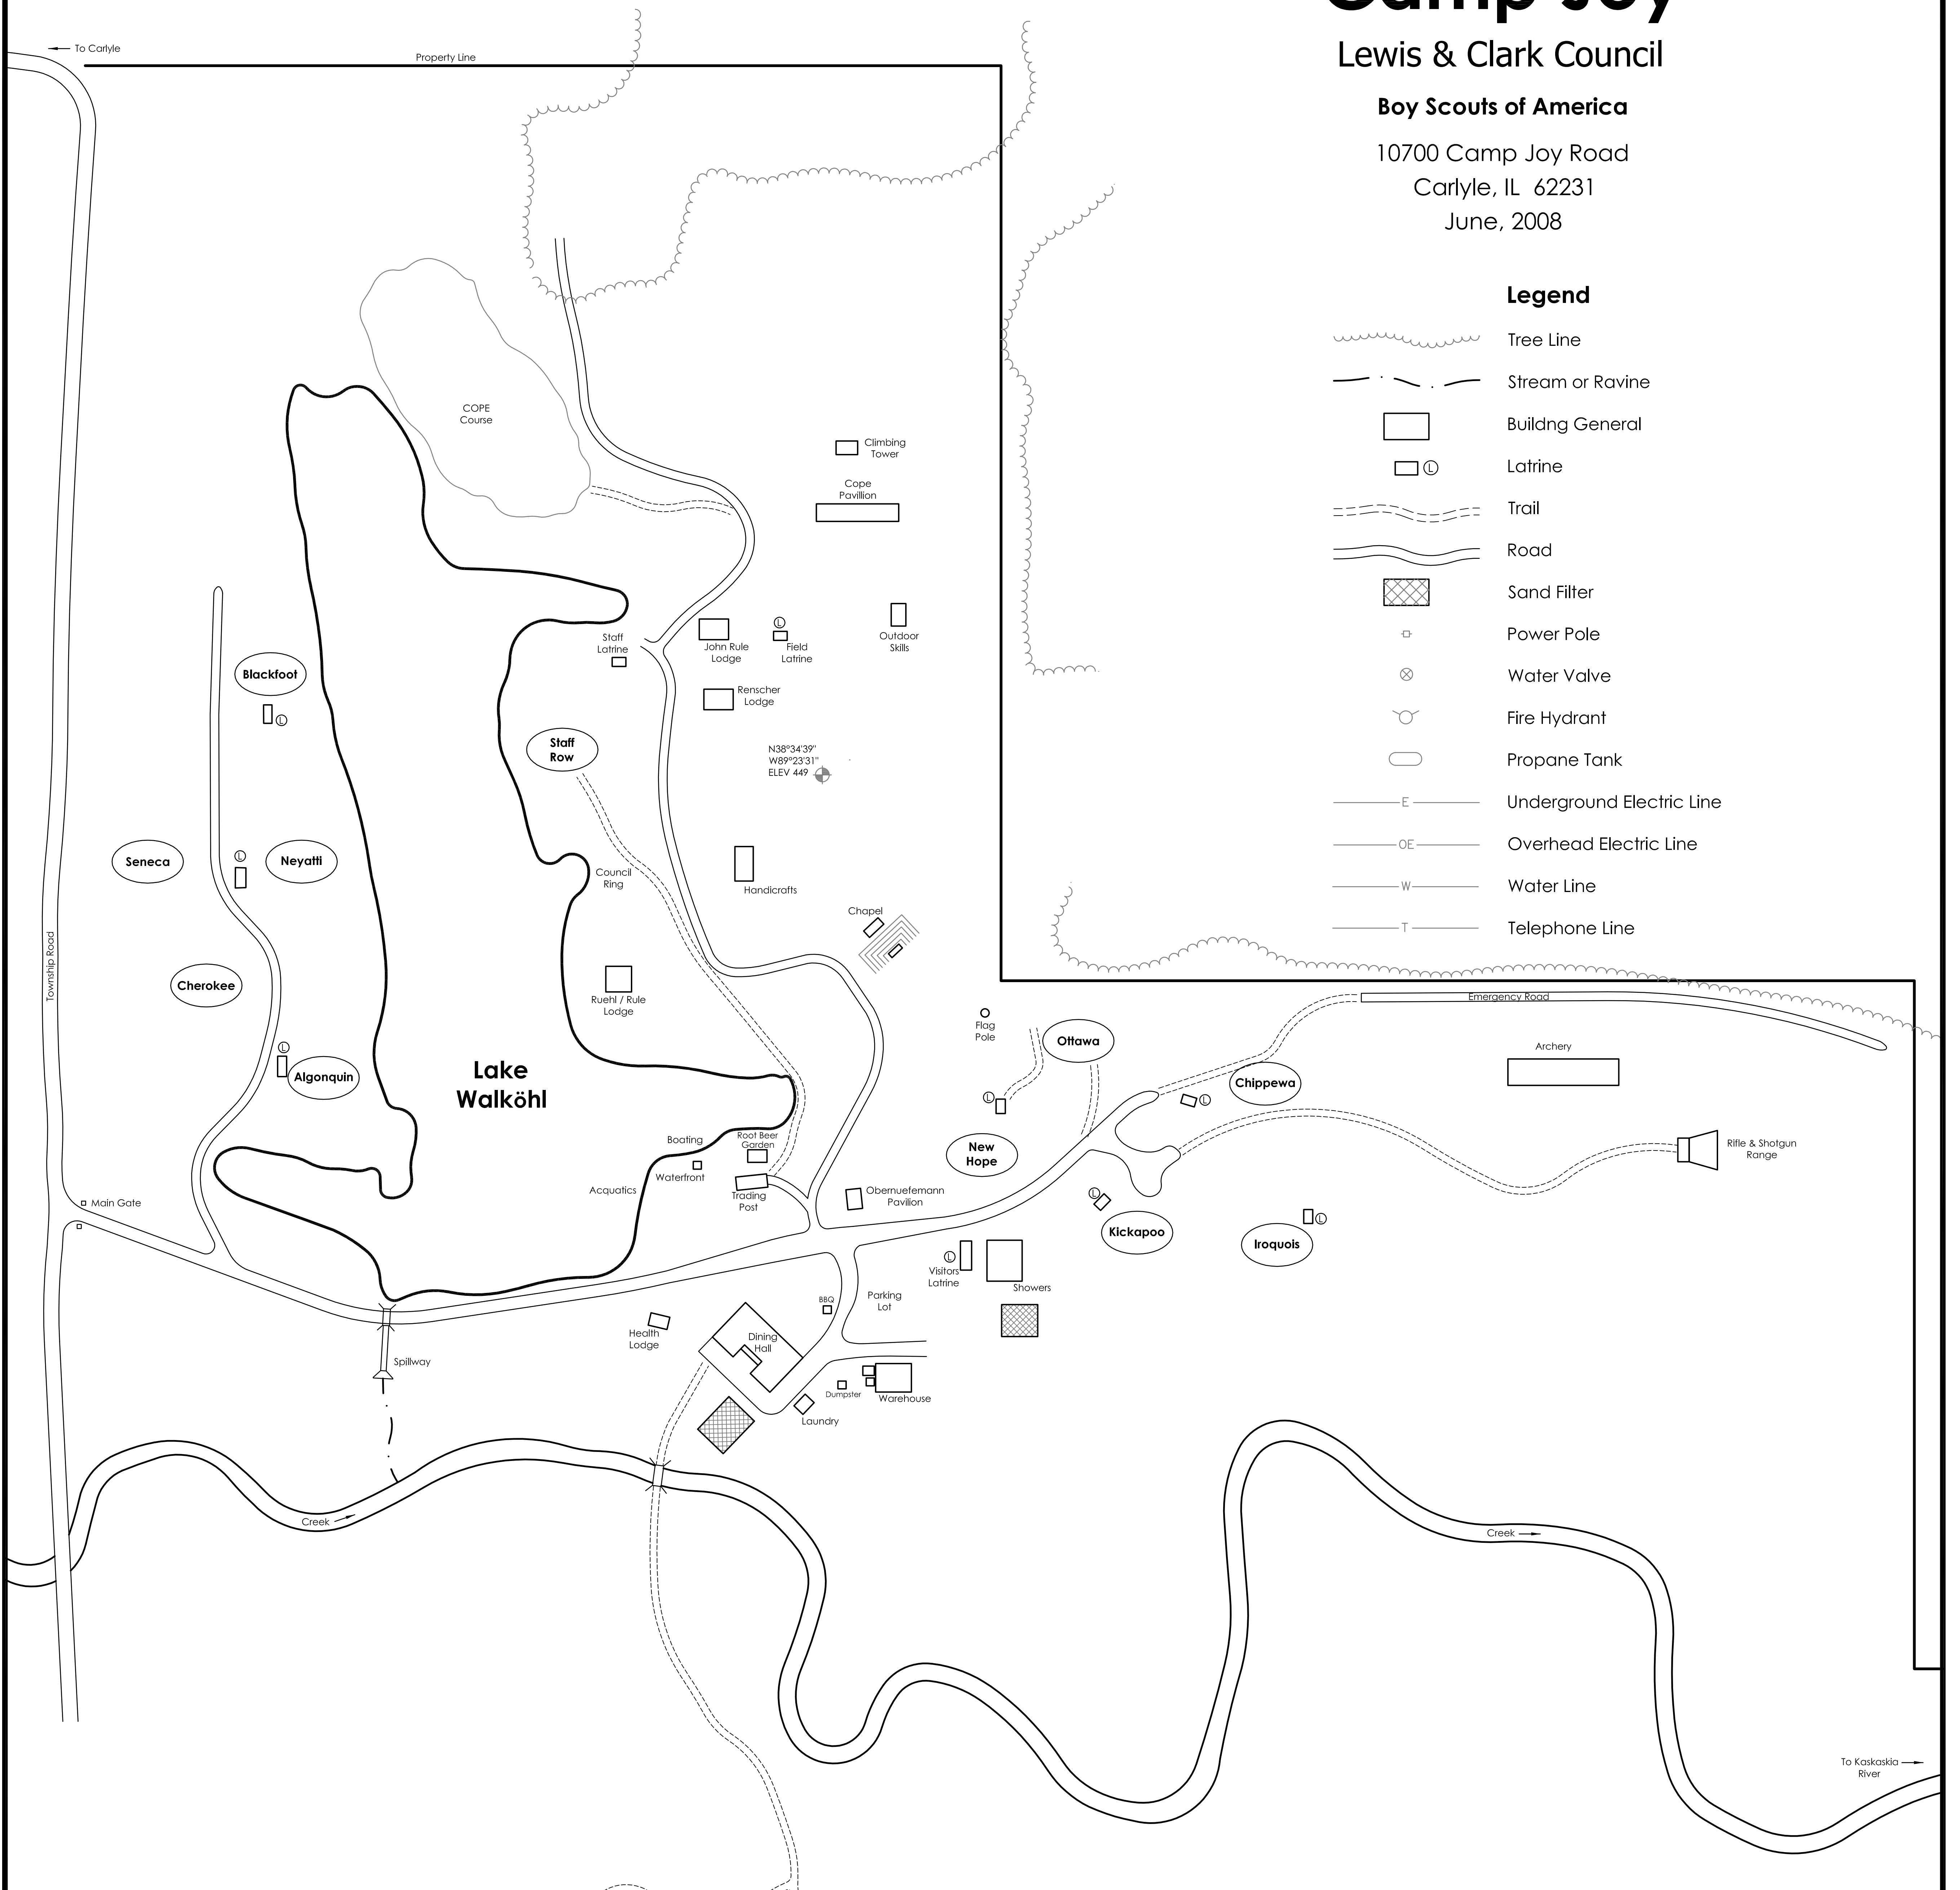 Camp Joy
Lewis & Clark Council
Boy Scouts of America
10700 Camp Joy Road
Carlyle, IL 62231
June, 2008
Legend
Tree Line
Stream or Ravine
Buildng General
L
Latrine
Trail
Road
Sand Filter
Power Pole
Water Valve
Fire Hydrant
Propane Tank
E
Underground Electric Line
OE
Overhead Electric Line
W
Water Line
T
Telephone Line
To Carlyle
Property Line
COPE
Course
Climbing
Tower
Cope
Pavillion
Staff
Latrine
John Rule
Lodge
L
Field
Latrine
Outdoor
Skills
Blackfoot
L
Renscher
Lodge
Staff
Row
N38°34'39"
W89°23'31"
ELEV 449
Seneca
L
Neyatti
Council
Ring
Handicrafts
Chapel
Township Road
Cherokee
Ruehl / Rule
Lodge
Emergency Road
Flag
Pole
Ottawa
Archery
L
Algonquin
Lake
Walköhl
Chippewa
L
L
Boating
Root Beer
Garden
New
Hope
Rifle & Shotgun
Range
Waterfront
Acquatics
Trading
Post
Obernuefemann
Pavilion
L
Main Gate
Kickapoo
L
Iroquois
L
Visitors
Latrine
Showers
BBQ
Parking
Lot
Health
Lodge
Dining
Hall
Spillway
Dumpster
Warehouse
Laundry
Creek
Creek
To Kaskaskia
River